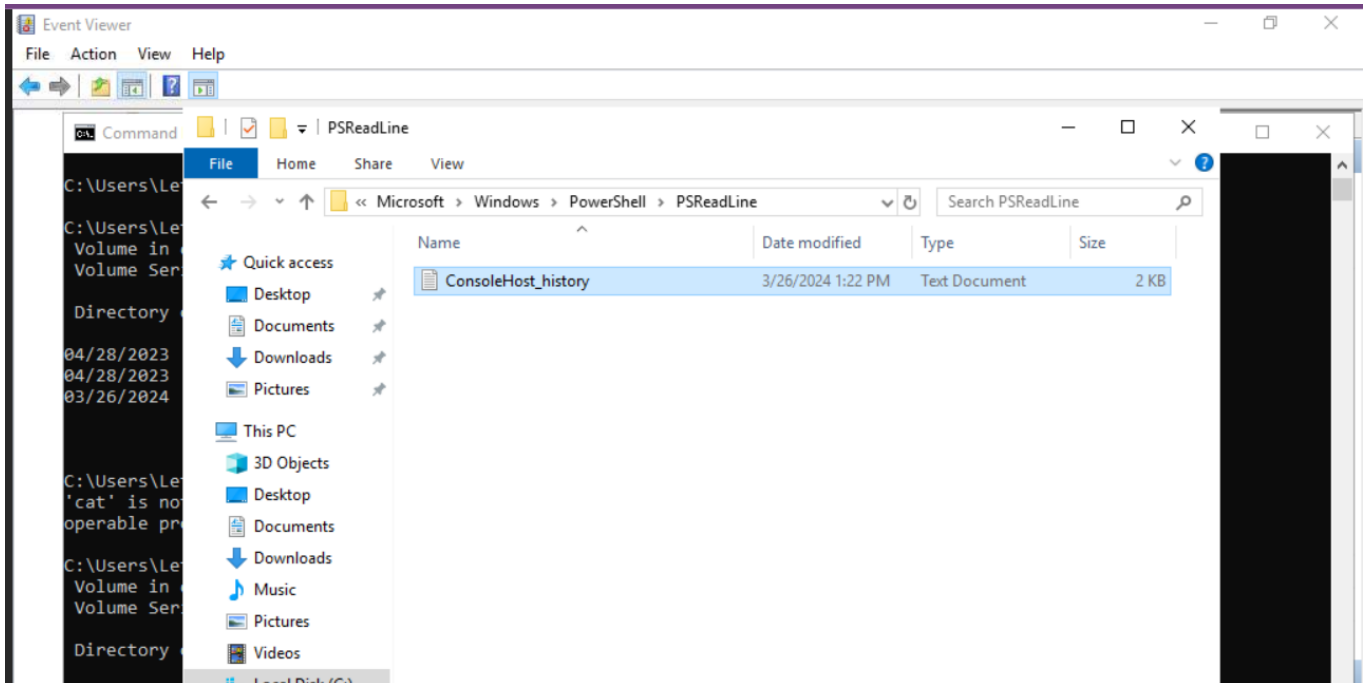 Event Viewer
File Action View Help
Command
PSReadLine
File Home Share View
« Microsoft › Windows › PowerShell › PSReadLine
Search PSReadLine
Name Date modified Type Size
ConsoleHost_history 3/26/2024 1:22 PM Text Document 2 KB
Quick access
Desktop
Documents
Downloads
Pictures
This PC
3D Objects
Desktop
Documents
Downloads
Music
Pictures
Videos
Local Disk (C:)
C:\Users\Le
C:\Users\Le
Volume in
Volume Ser
Directory
04/28/2023
04/28/2023
03/26/2024
C:\Users\Le
'cat' is no
operable pr
C:\Users\Le
Volume in
Volume Ser
Directory